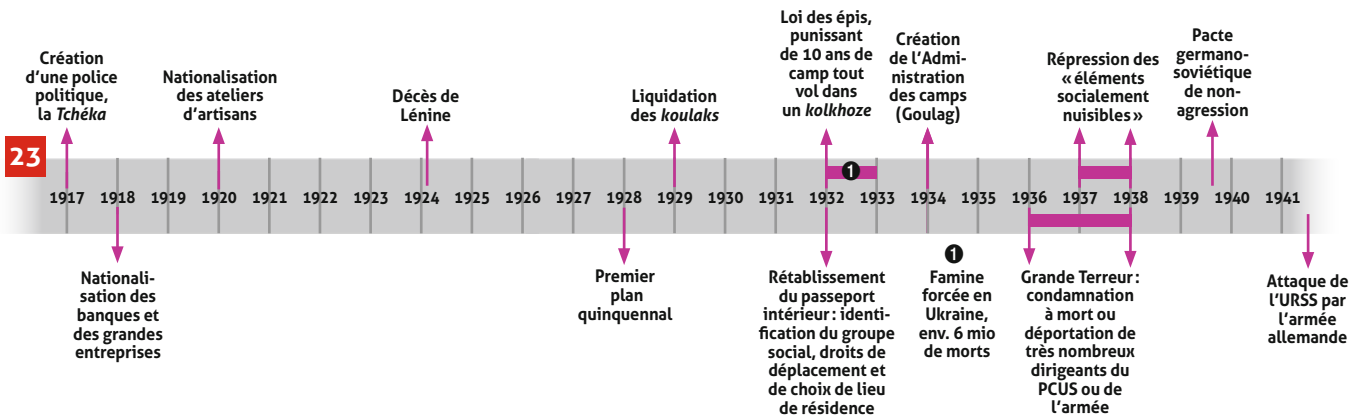 Création
d'une police
politique,
la Tchéka
Nationalisation
des ateliers
d'artisans
Décès de
Lénine
Liquidation
des koulaks
Loi des épis,
punissant
de 10 ans de
camp tout
vol dans
un kolkhoze
Création
de l'Admi-
nistration
des camps
(Goulag)
Répression des
«éléments
socialement
nuisibles»
Pacte
germano-
soviétique
de non-
agression
23
1
1917 1918 1919 1920 1921 1922 1923 1924 1925 1926 1927 1928 1929 1930 1931 1932 1933 1934 1935 1936 1937 1938 1939 1940 1941
Nationali-
sation des
banques et
des grandes
entreprises
Premier
plan
quinquennal
Rétablissement
du passeport
intérieur : identi-
fication du groupe
social, droits de
déplacement et
de choix de lieu
de résidence
1
Famine
forcée en
Ukraine,
env. 6 mio
de morts
Grande Terreur :
condamnation
à mort ou
déportation de
très nombreux
dirigeants du
PCUS ou de
l'armée
Attaque de
l'URSS par
l'armée
allemande